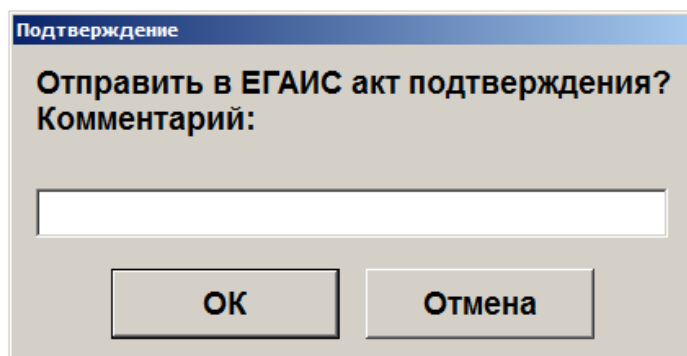 Подтверждение
Отправить в ЕГАИС акт подтверждения?
Комментарий:
ОК
Отмена